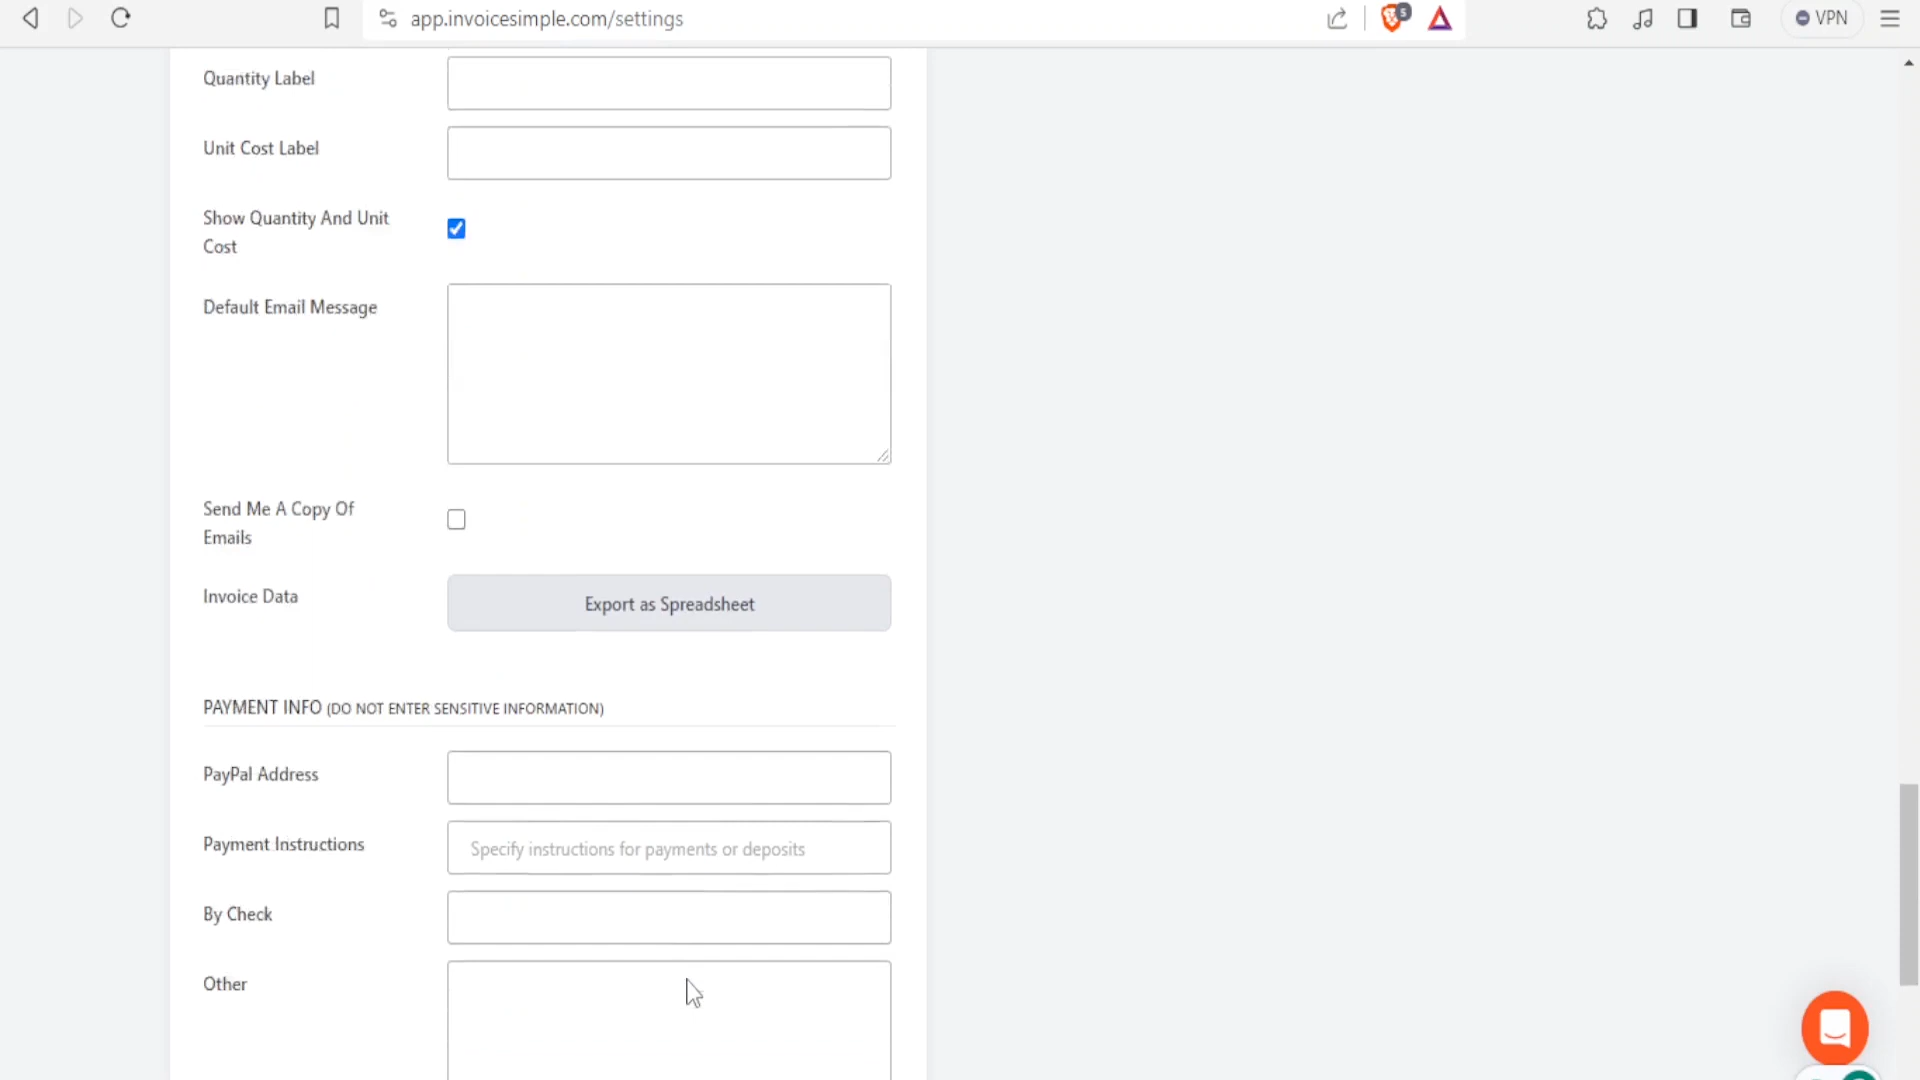 app.invoicesimple.com/settings
5
VPN
Quantity Label
Unit Cost Label
Show Quantity And Unit
Cost
Default Email Message
Send Me A Copy Of
Emails
Invoice Data
Export as Spreadsheet
PAYMENT INFO (DO NOT ENTER SENSITIVE INFORMATION)
PayPal Address
Payment Instructions
Specify instructions for payments or deposits
By Check
Other